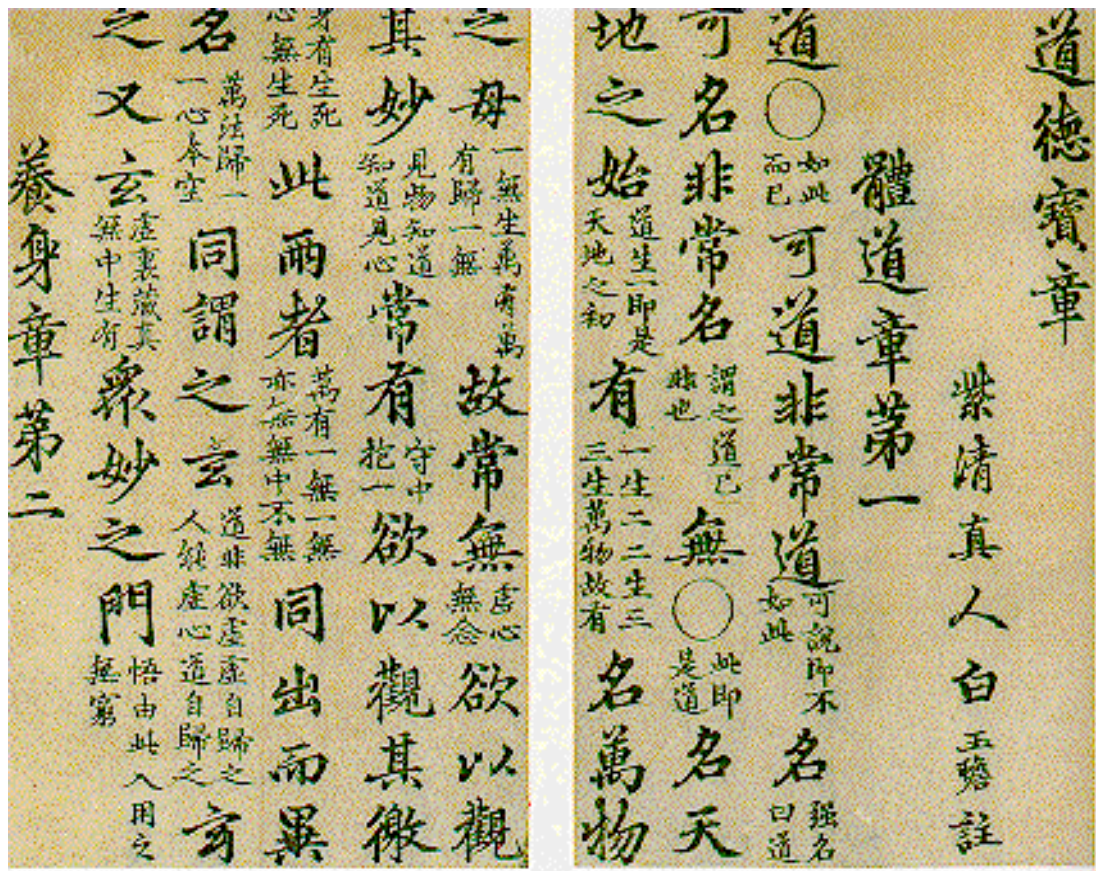 道德寶章
紫清真人白玉蟾註
體道章第一
道○如此而已可道非常道可說即不如此名强名曰道
可名非常名謂之道已非也無○此即是道名天
地之始道生一即是天地之初有一生二二生三三生萬物故有名萬物
之母一無生萬有萬有歸一無故常無虛心無念欲以觀
其妙見物知道知道見心常有守中抱一欲以觀其徼
身有生死心無生死此兩者萬有一無一無亦無無中不無同出而異
名萬法歸一一心本空同謂之玄道非欲虛虛自歸之人能虛心道自歸之玄
之又玄虛裏藏真無中生有眾妙之門悟由此入用之無窮
養身章第二